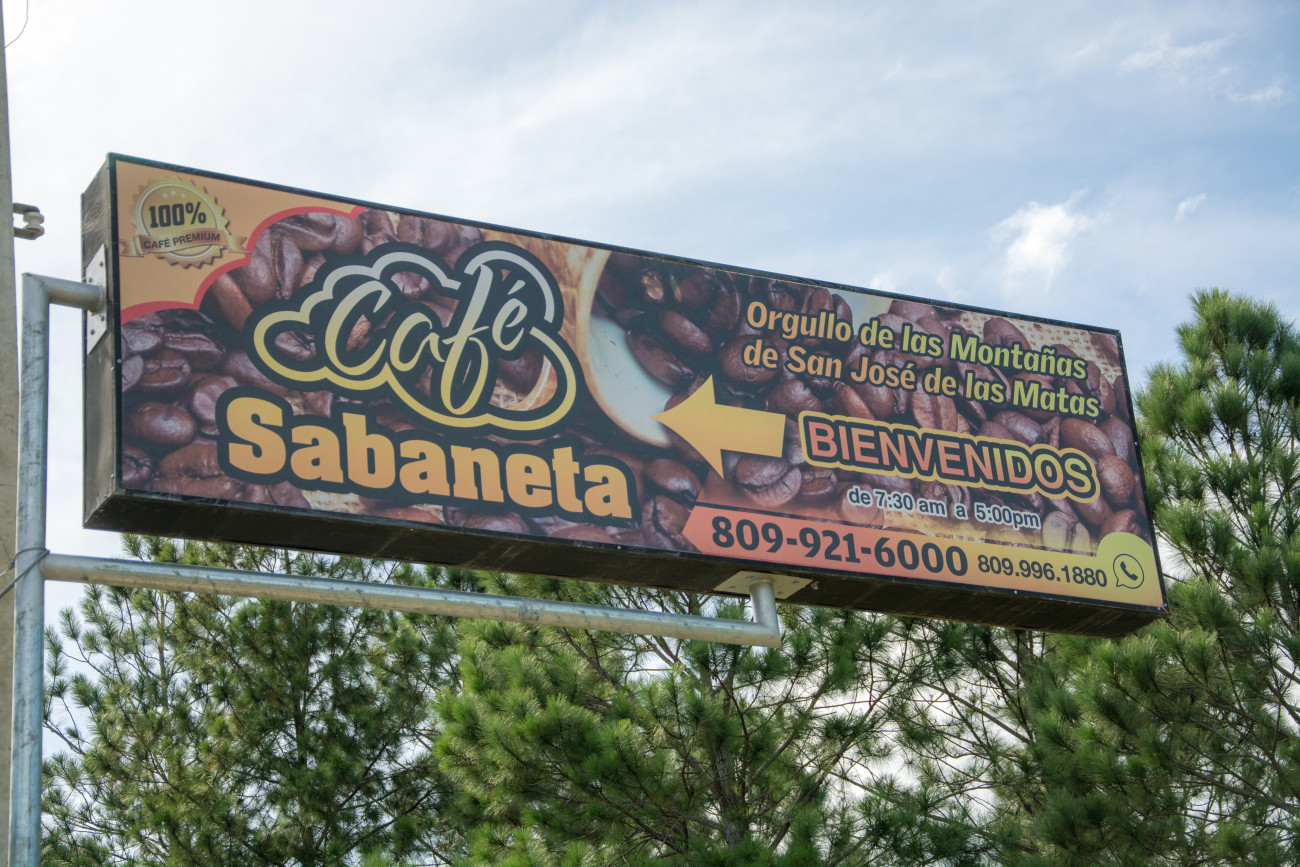 100%
CAFÉ PREMIUM
Café
Sabaneta
Orgullo de las Montañas
de San José de las Matas
BIENVENIDOS
de 7:30 am a 5:00pm
809-921-6000 809.996.1880